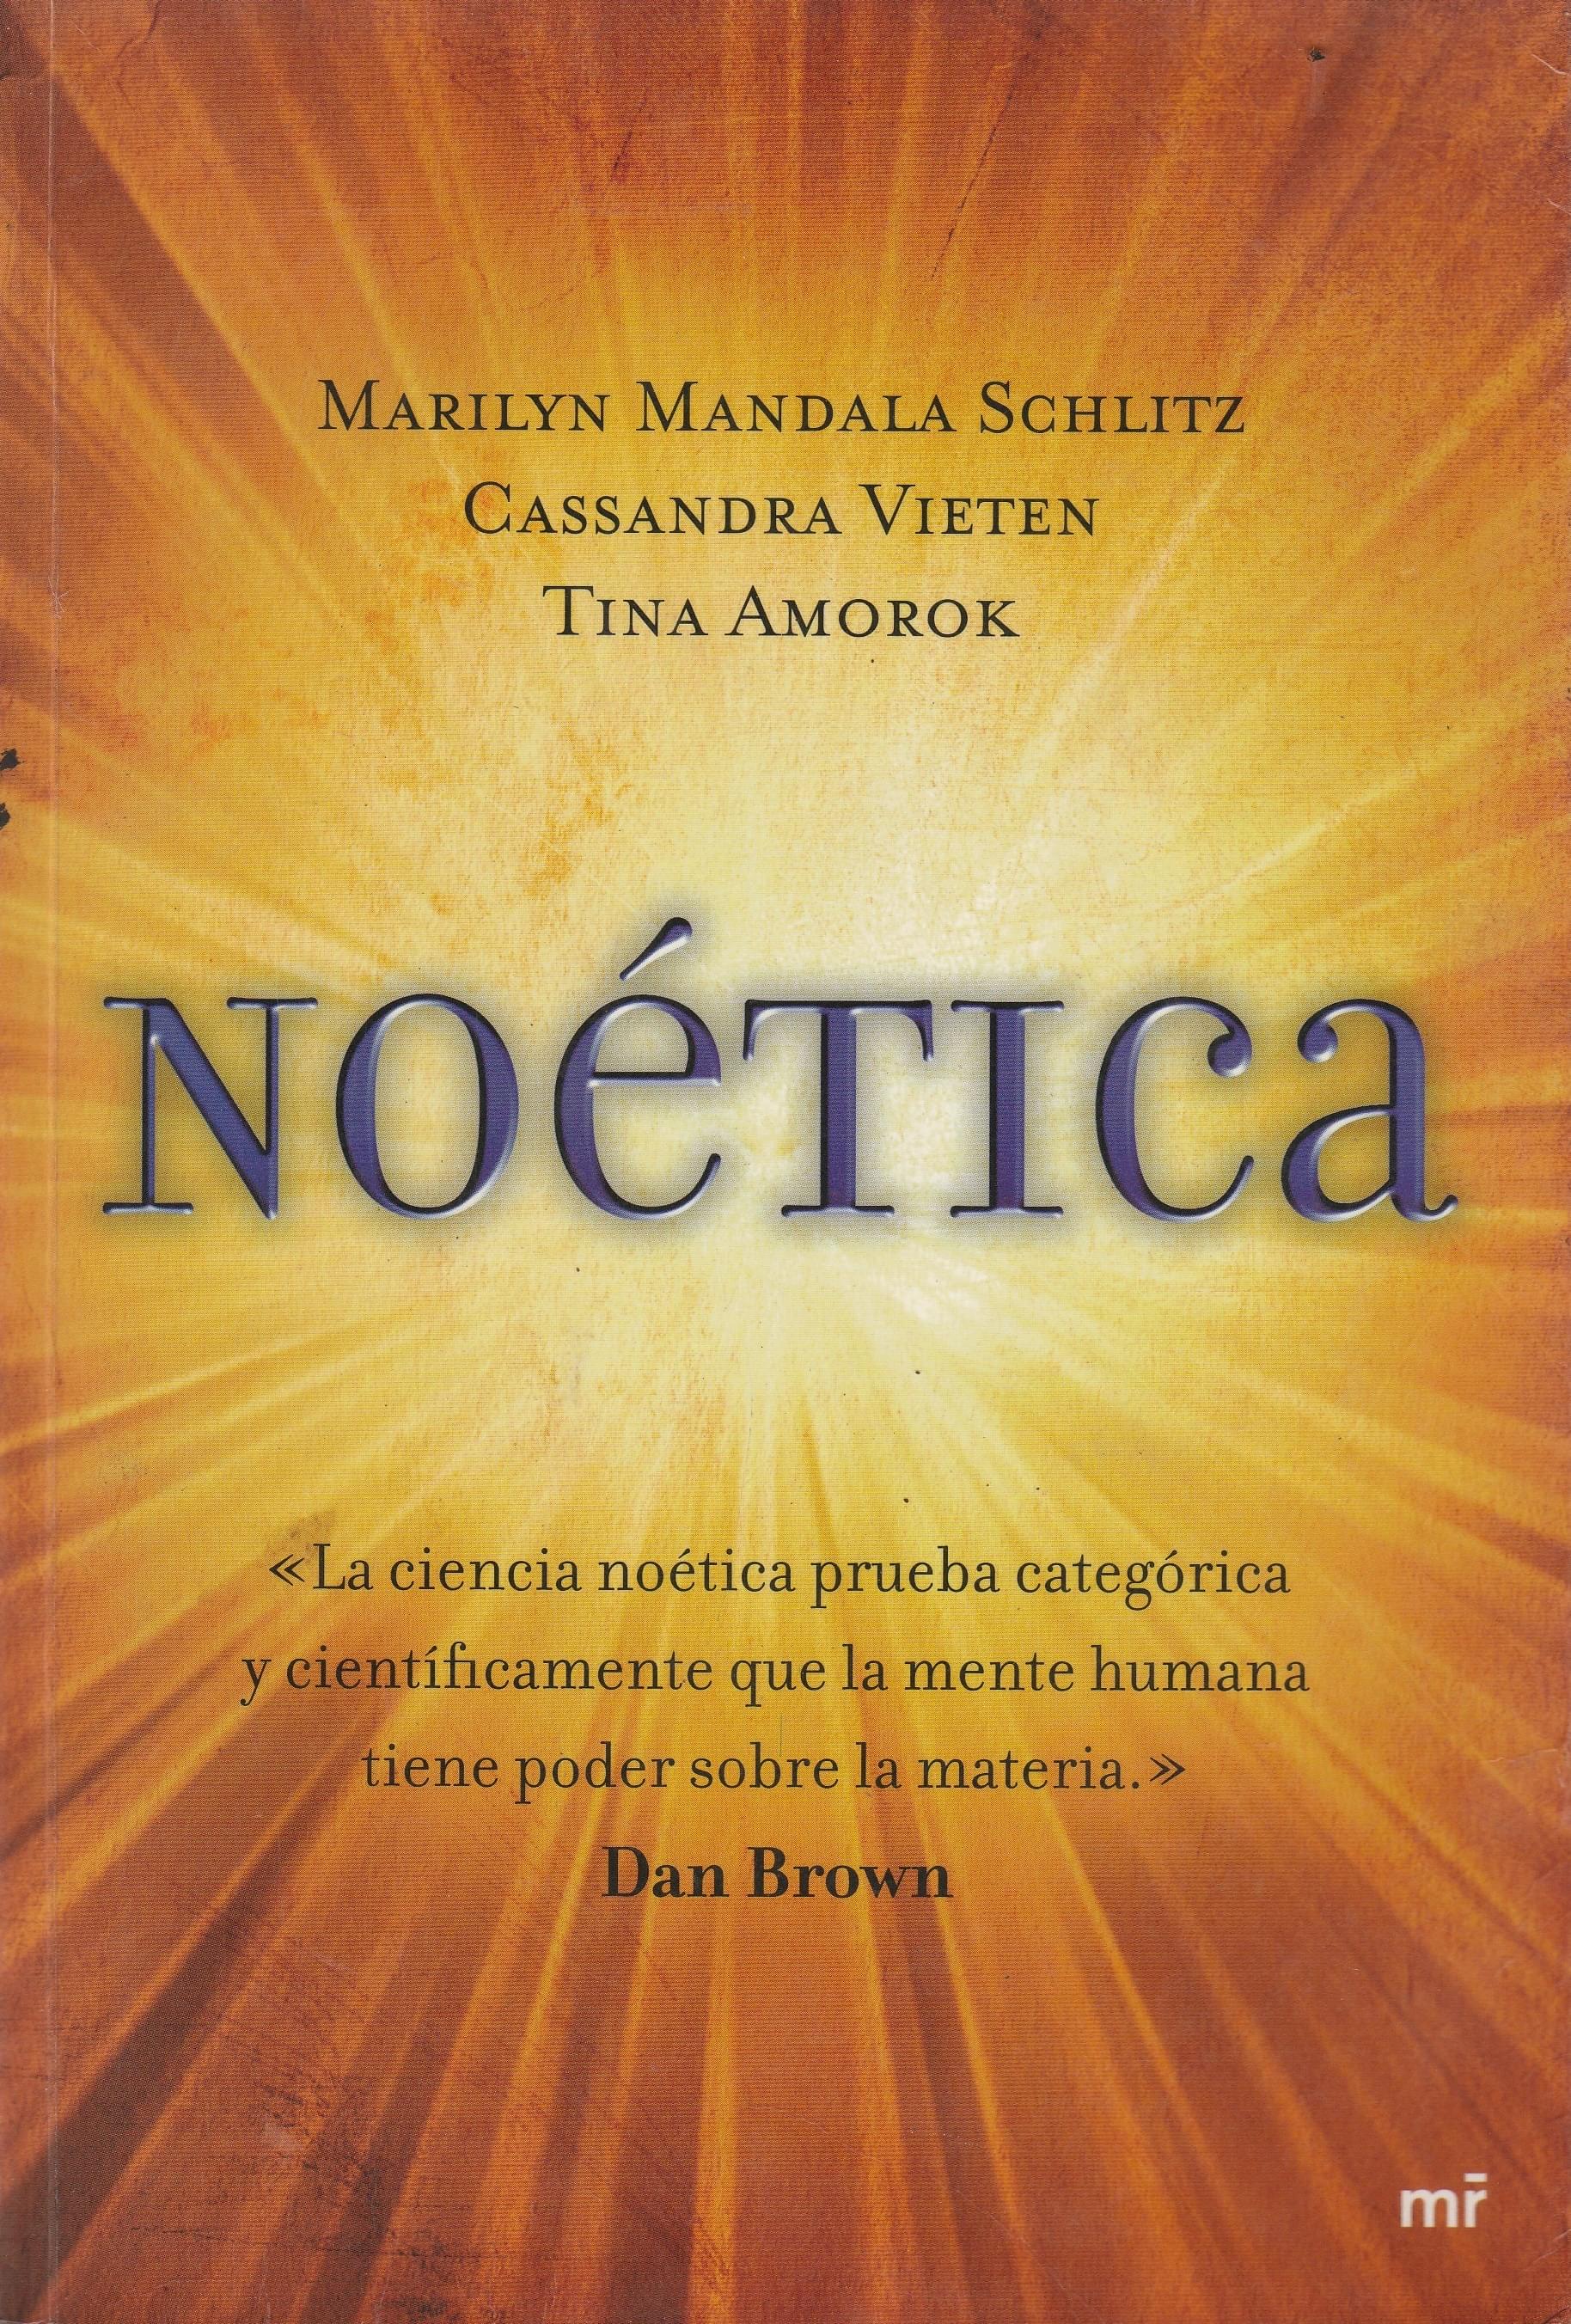 Marilyn Mandala Schlitz
Cassandra Vieten
Tina Amorok
NoéTICa
«La ciencia noética prueba categórica
y científicamente que la mente humana
tiene poder sobre la materia.»
Dan Brown
mr̄